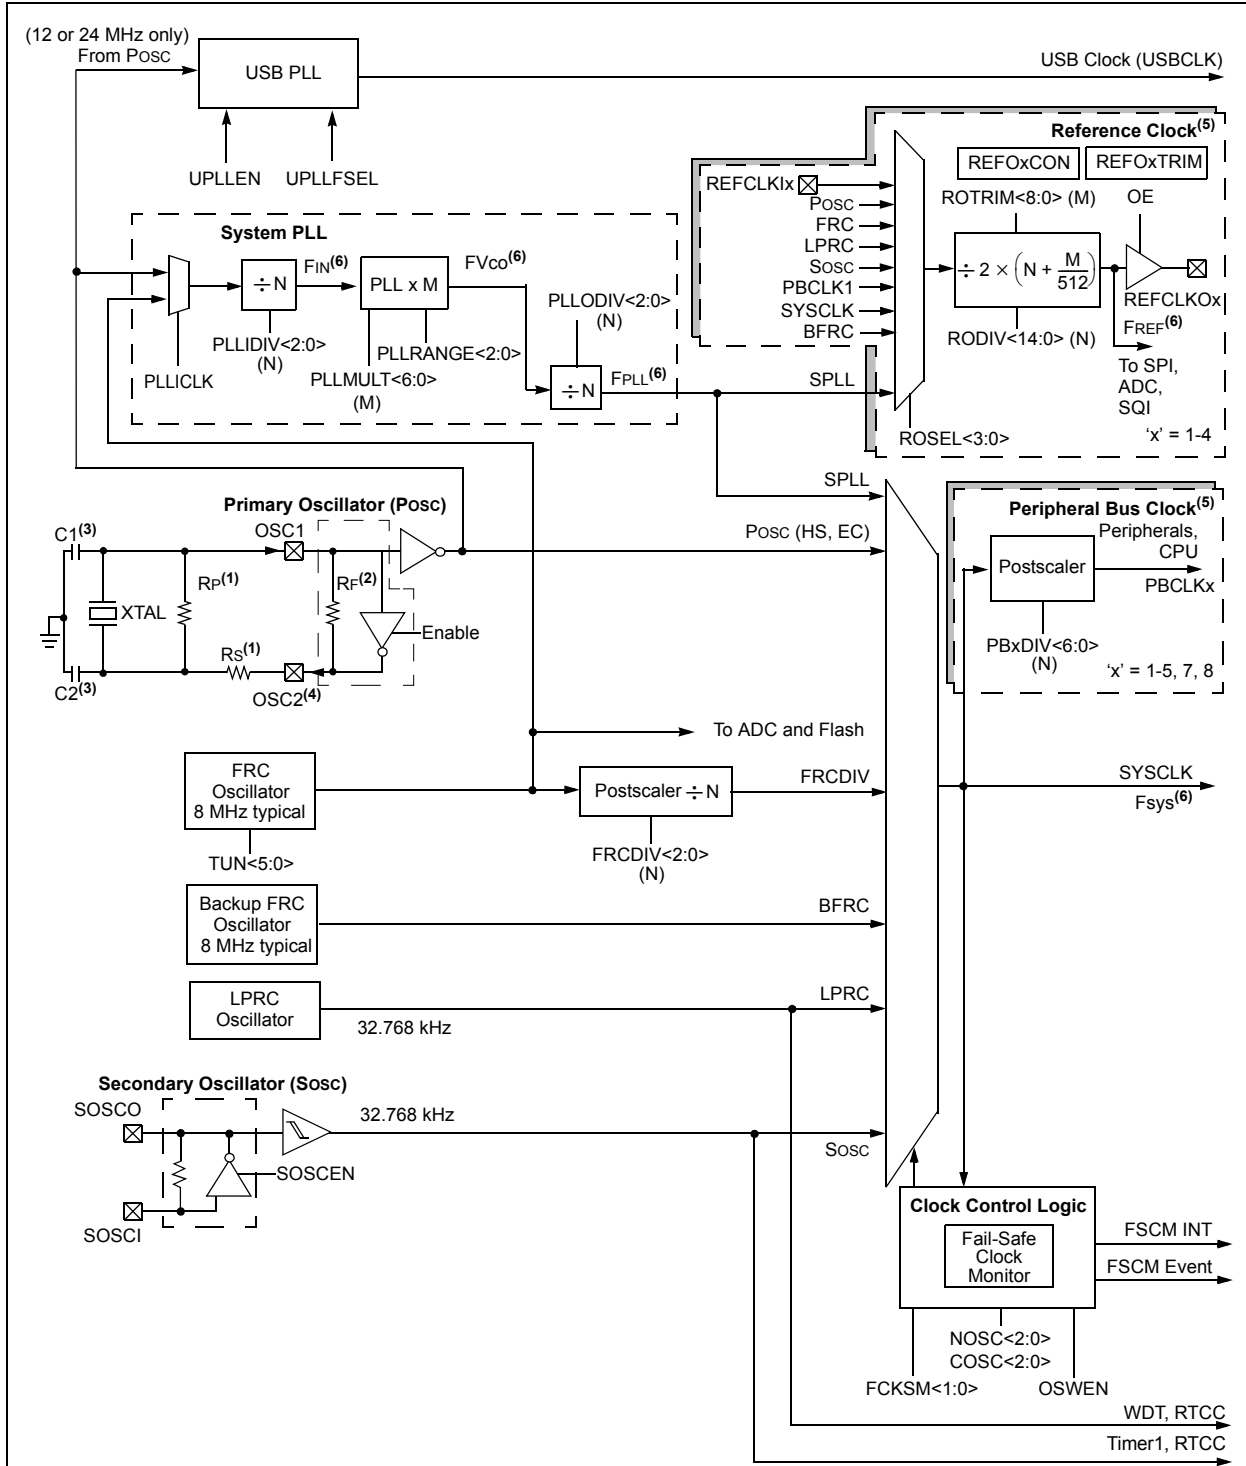 (12 or 24 MHz only)
From POSC
USB PLL
USB Clock (USBCLK)
UPLLEN
UPLLFSEL
Reference Clock(5)
REFOxCON
REFOxTRIM
REFCLKIx
POSC
FRC
LPRC
SOSC
PBCLK1
SYSCLK
BFRC
SPLL
ROTRIM<8:0> (M)
OE
÷ 2 × (N + M/512)
REFCLKOx
RODIV<14:0> (N)
FREF(6)
To SPI,
ADC,
SQI
ROSEL<3:0>
'x' = 1-4
System PLL
FIN(6)
FVco(6)
÷ N
PLL x M
PLLODIV<2:0>
(N)
PLLIDIV<2:0>
(N)
PLLRANGE<2:0>
PLLICLK
PLLMULT<6:0>
(M)
÷ N
FPLL(6)
SPLL
Primary Oscillator (POSC)
C1(3)
OSC1
POSC (HS, EC)
RP(1)
RF(2)
XTAL
Enable
RS(1)
C2(3)
OSC2(4)
Peripheral Bus Clock(5)
Peripherals,
CPU
Postscaler
PBCLKx
PBxDIV<6:0>
(N)
'x' = 1-5, 7, 8
To ADC and Flash
FRC
Oscillator
8 MHz typical
Postscaler ÷ N
FRCDIV
SYSCLK
Fsys(6)
TUN<5:0>
FRCDIV<2:0>
(N)
Backup FRC
Oscillator
8 MHz typical
BFRC
LPRC
Oscillator
LPRC
32.768 kHz
Secondary Oscillator (SOSC)
SOSCO
32.768 kHz
SOSC
SOSCEN
SOSCI
Clock Control Logic
Fail-Safe
Clock
Monitor
FSCM INT
FSCM Event
NOSC<2:0>
COSC<2:0>
FCKSM<1:0>
OSWEN
WDT, RTCC
Timer1, RTCC